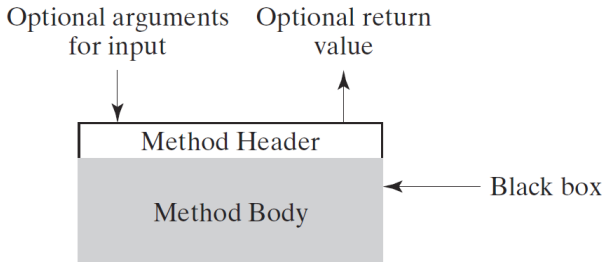 Optional arguments
for input
Optional return
value
Method Header
Black box
Method Body